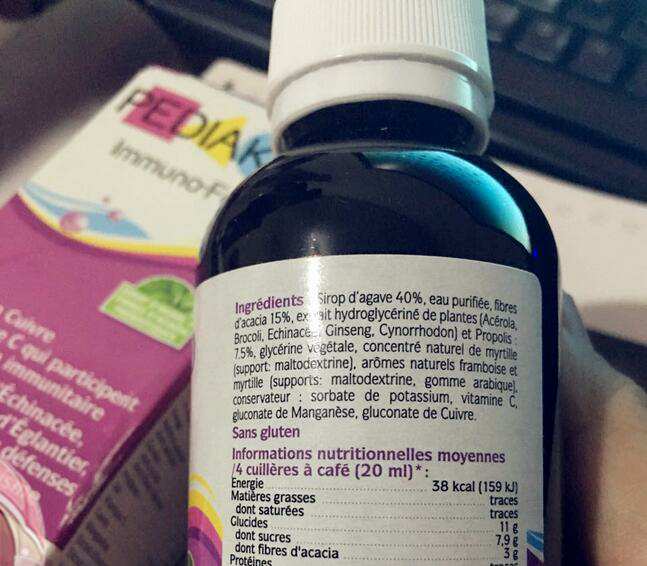 PEDIAK
Immuno-F
Cuivre
C qui participent
immunitaire
Échinacée,
d'Églantier,
défenses
Ingrédients : Sirop d'agave 40%, eau purifiée, fibres
d'acacia 15%, extrait hydroglycériné de plantes (Acérola,
Brocoli, Echinacée, Ginseng, Cynorrhodon) et Propolis :
7,5%, glycérine végétale, concentré naturel de myrtille
(support: maltodextrine), arômes naturels framboise et
myrtille (supports: maltodextrine, gomme arabique),
conservateur : sorbate de potassium, vitamine C,
gluconate de Manganèse, gluconate de Cuivre.
Sans gluten
Informations nutritionnelles moyennes
/4 cuillères à café (20 ml)* :
Energie 38 kcal (159 kJ)
Matières grasses traces
dont saturées traces
Glucides 11 g
dont sucres 7,9 g
dont fibres d'acacia 3 g
Protéines traces